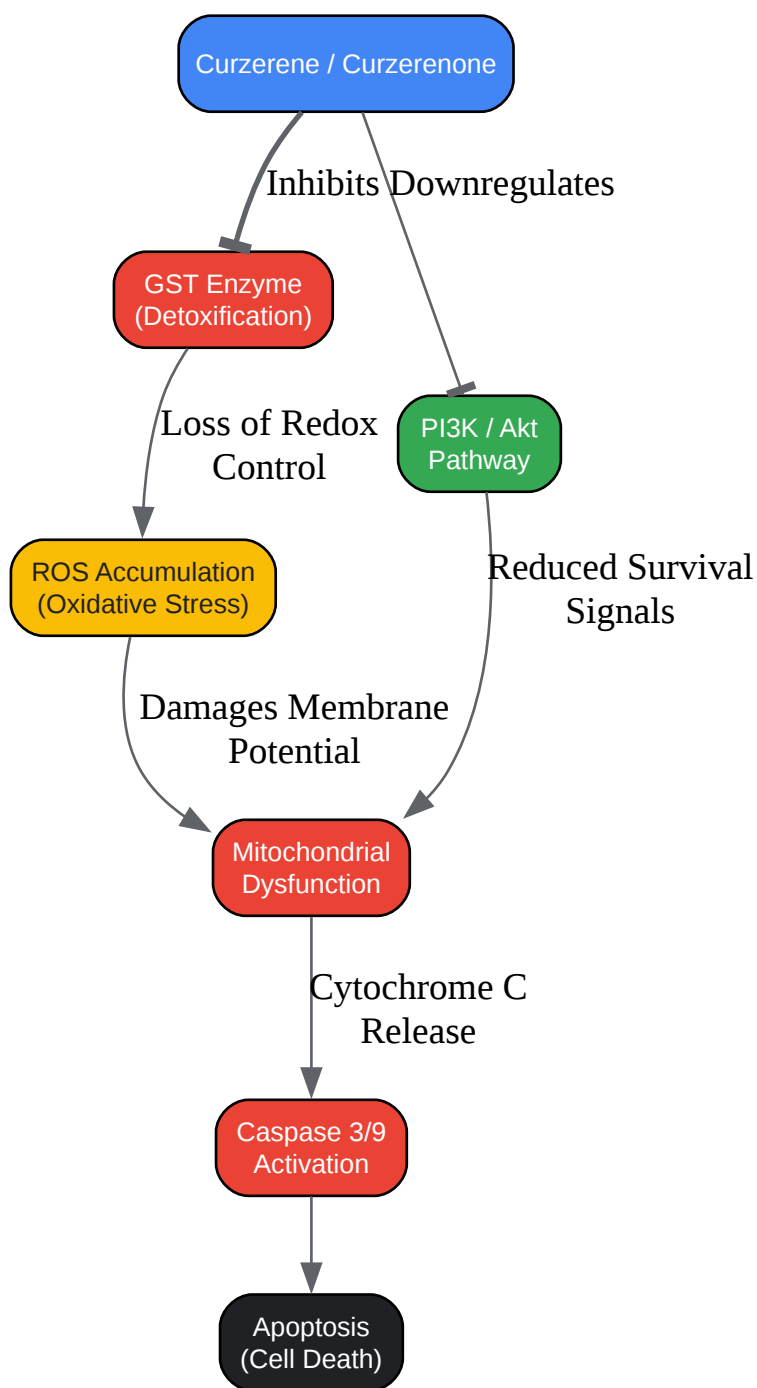 Curzerene / Curzerenone
Inhibits
Downregulates
GST Enzyme
(Detoxification)
Loss of Redox
Control
PI3K / Akt
Pathway
ROS Accumulation
(Oxidative Stress)
Reduced Survival
Signals
Damages Membrane
Potential
Mitochondrial
Dysfunction
Cytochrome C
Release
Caspase 3/9
Activation
Apoptosis
(Cell Death)